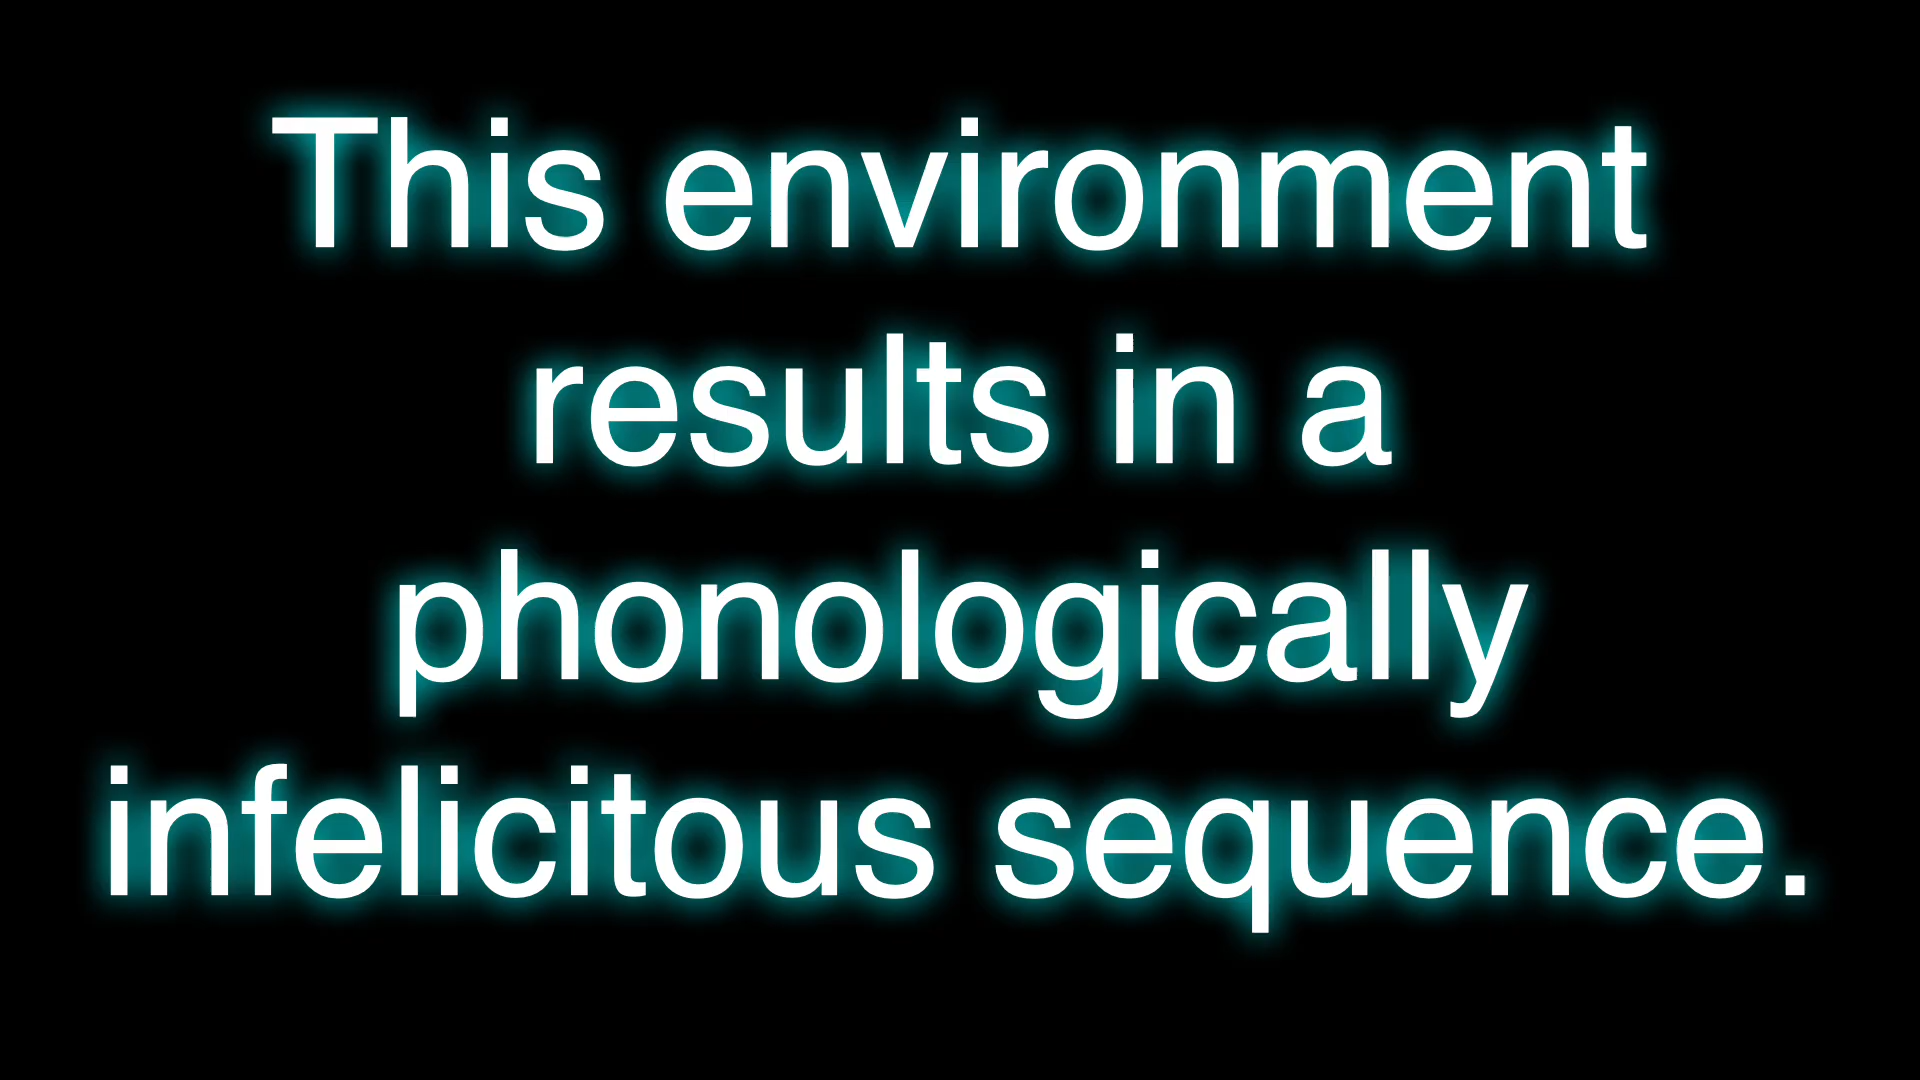 This environment
results in a
phonologically
infelicitous sequence.